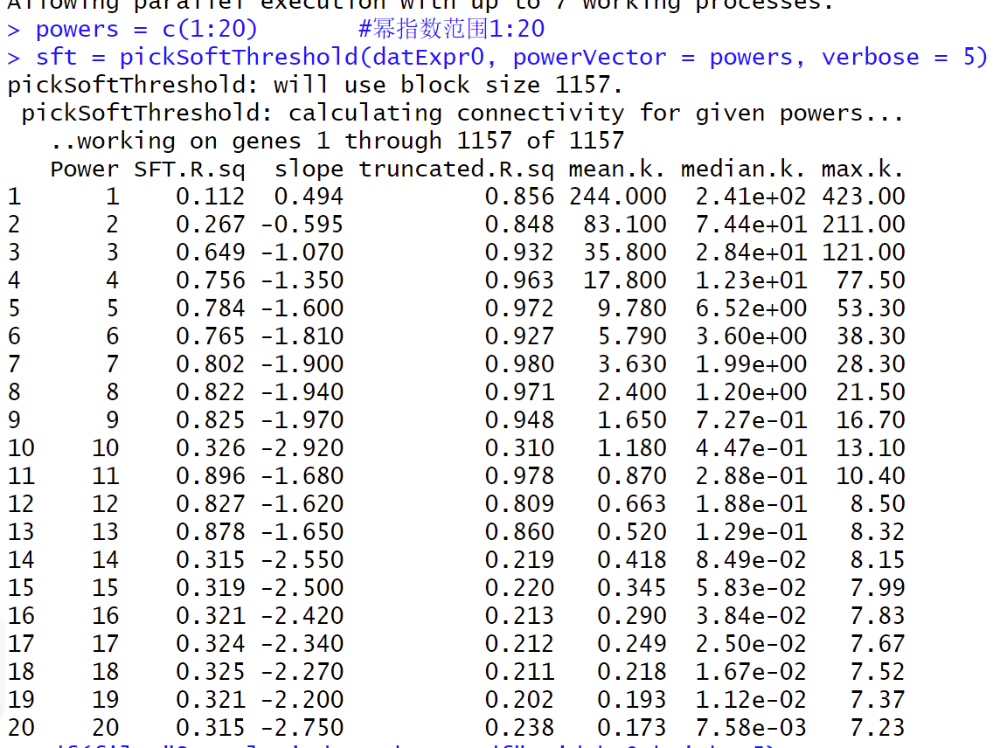 Allowing parallel execution with up to 7 working processes.
> powers = c(1:20)       #幂指数范围1:20
> sft = pickSoftThreshold(datExpr0, powerVector = powers, verbose = 5)
pickSoftThreshold: will use block size 1157.
 pickSoftThreshold: calculating connectivity for given powers...
   ..working on genes 1 through 1157 of 1157
   Power SFT.R.sq  slope truncated.R.sq mean.k. median.k. max.k.
1      1    0.112  0.494          0.856 244.000  2.41e+02 423.00
2      2    0.267 -0.595          0.848  83.100  7.44e+01 211.00
3      3    0.649 -1.070          0.932  35.800  2.84e+01 121.00
4      4    0.756 -1.350          0.963  17.800  1.23e+01  77.50
5      5    0.784 -1.600          0.972   9.780  6.52e+00  53.30
6      6    0.765 -1.810          0.927   5.790  3.60e+00  38.30
7      7    0.802 -1.900          0.980   3.630  1.99e+00  28.30
8      8    0.822 -1.940          0.971   2.400  1.20e+00  21.50
9      9    0.825 -1.970          0.948   1.650  7.27e-01  16.70
10    10    0.326 -2.920          0.310   1.180  4.47e-01  13.10
11    11    0.896 -1.680          0.978   0.870  2.88e-01  10.40
12    12    0.827 -1.620          0.809   0.663  1.88e-01   8.50
13    13    0.878 -1.650          0.860   0.520  1.29e-01   8.32
14    14    0.315 -2.550          0.219   0.418  8.49e-02   8.15
15    15    0.319 -2.500          0.220   0.345  5.83e-02   7.99
16    16    0.321 -2.420          0.213   0.290  3.84e-02   7.83
17    17    0.324 -2.340          0.212   0.249  2.50e-02   7.67
18    18    0.325 -2.270          0.211   0.218  1.67e-02   7.52
19    19    0.321 -2.200          0.202   0.193  1.12e-02   7.37
20    20    0.315 -2.750          0.238   0.173  7.58e-03   7.23